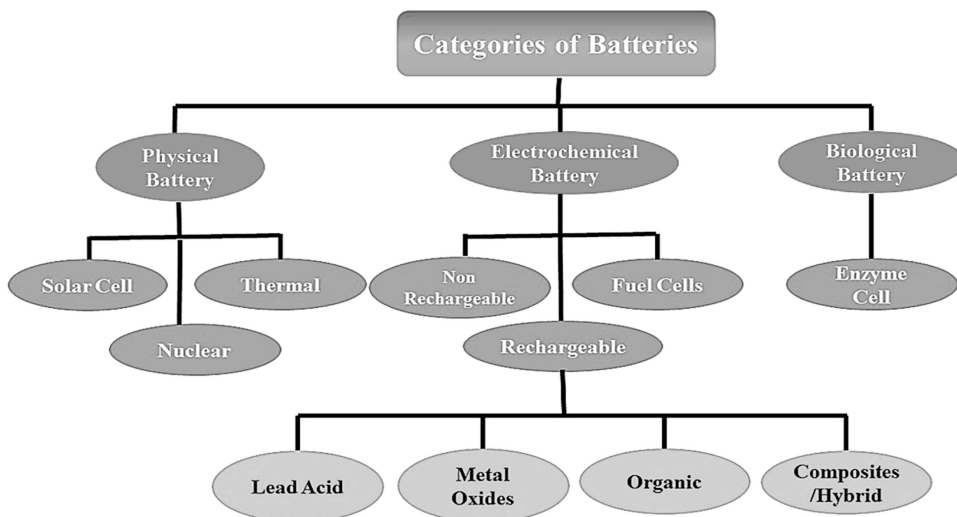 Categories of Batteries
Physical
Battery
Electrochemical
Battery
Biological
Battery
Solar Cell
Thermal
Non
Rechargeable
Fuel Cells
Enzyme
Cell
Nuclear
Rechargeable
Lead Acid
Metal
Oxides
Organic
Composites
/Hybrid